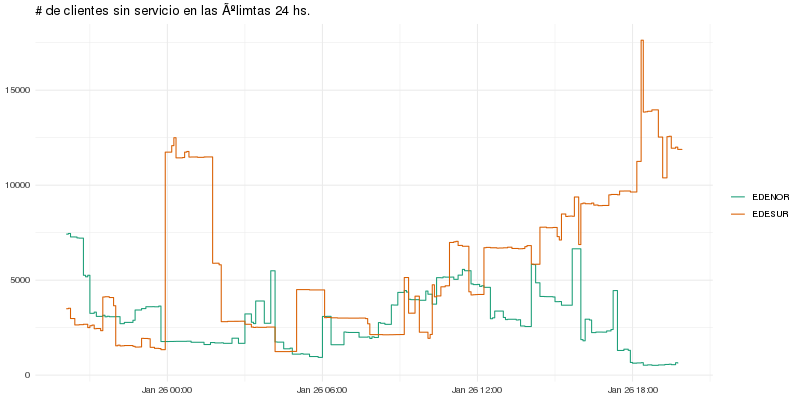 # de clientes sin servicio en las Ãºlimtas 24 hs.
15000
10000
5000
0
Jan 26 00:00
Jan 26 06:00
Jan 26 12:00
Jan 26 18:00
EDENOR
EDESUR